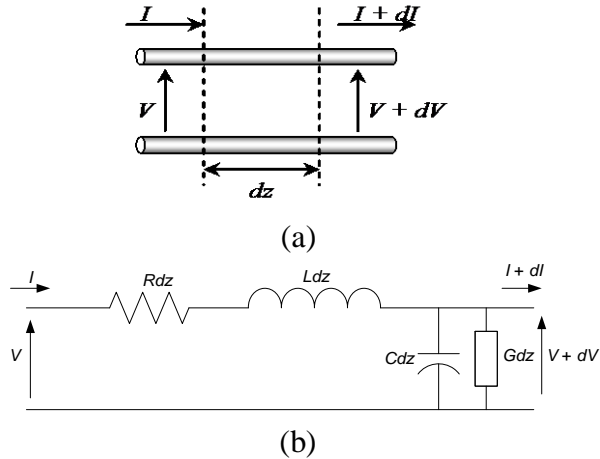 I
I + dI
V
V + dV
dz
(a)
I
Rdz
Ldz
I + dI
V
Cdz
Gdz
V + dV
(b)